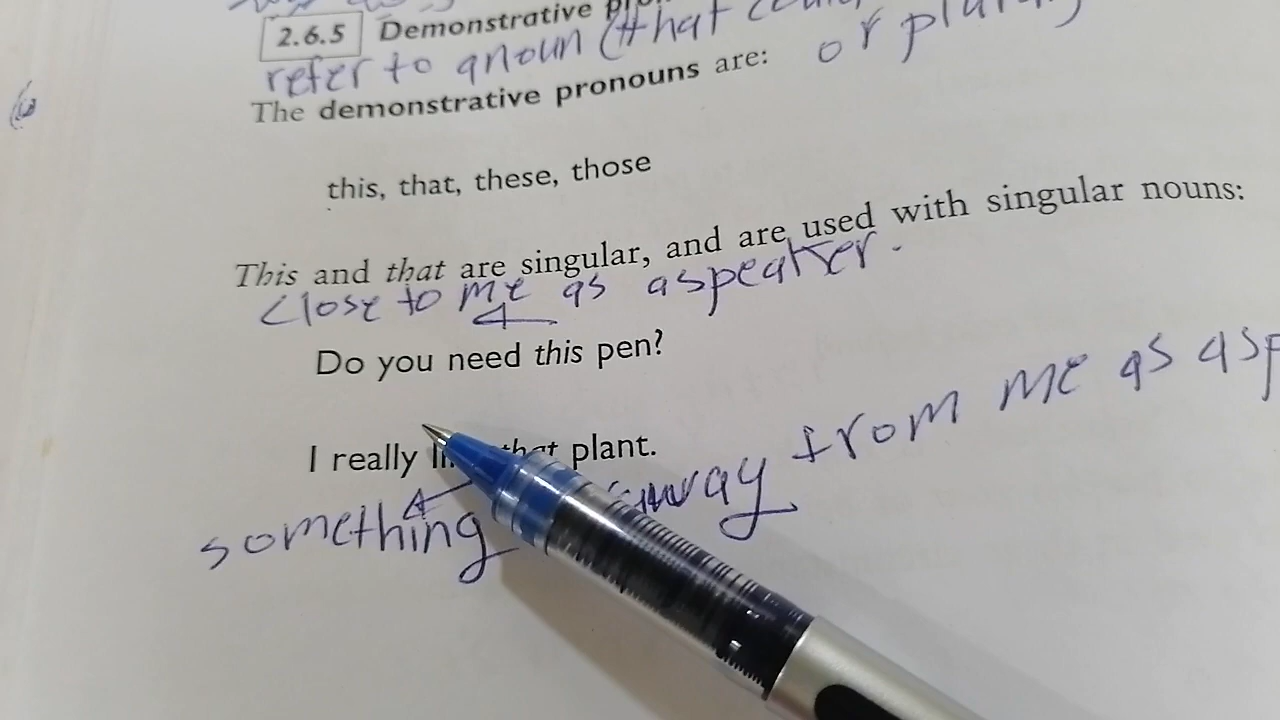 2.6.5 Demonstrative
refer to a noun (that or plural
The demonstrative pronouns are:
this, that, these, those
This and that are singular, and are used with singular nouns:
close to me as a speaker.
Do you need this pen?
I really that plant.
something away from me as a